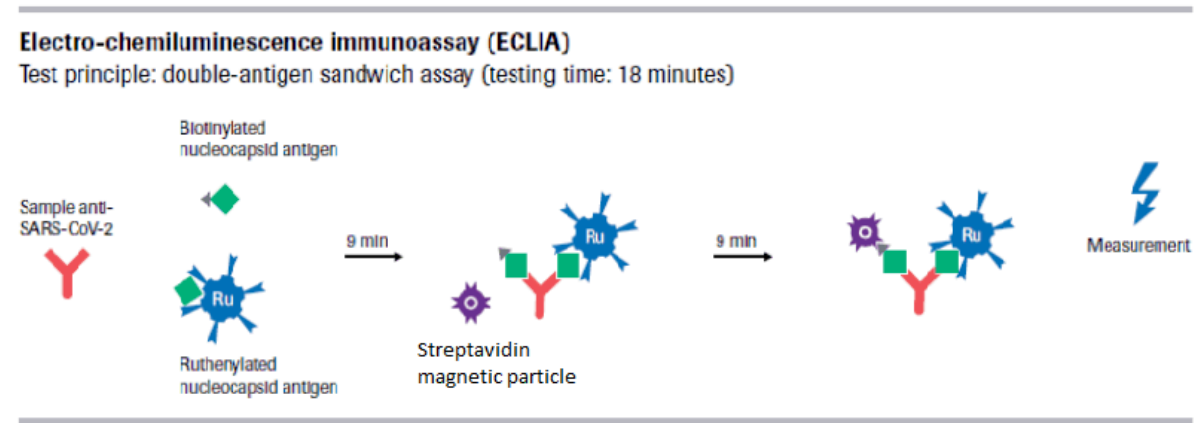 Electro-chemiluminescence immunoassay (ECLIA)
Test principle: double-antigen sandwich assay (testing time: 18 minutes)
Biotinylated
nucleocapsid antigen
Sample anti-
SARS-CoV-2
Ru
Ruthenylated
nucleocapsid antigen
9 min
Ru
Streptavidin
magnetic particle
9 min
Ru
Measurement